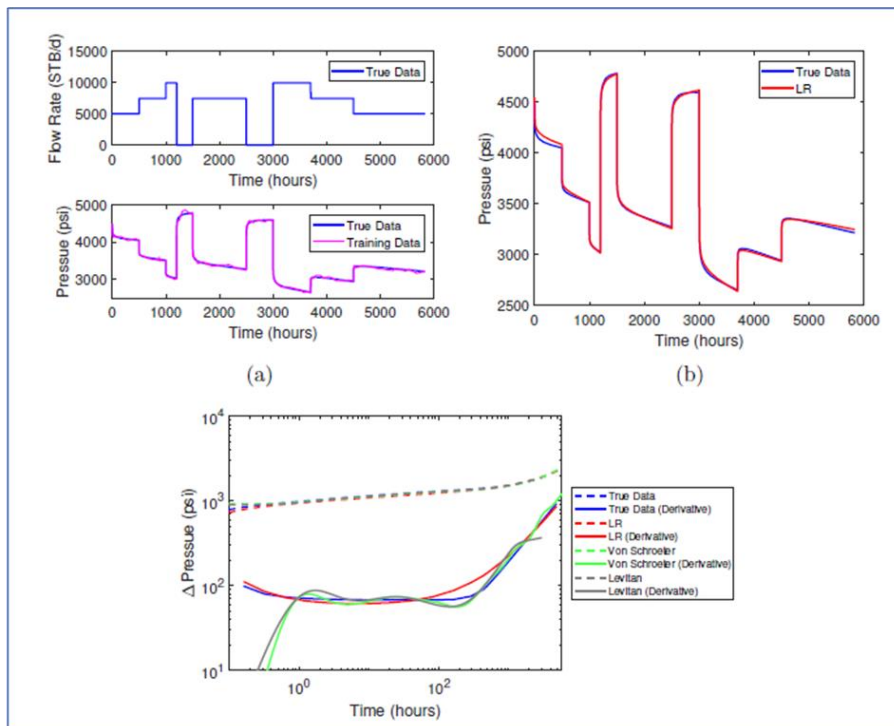 15000
10000
5000
0
Flow Rate (STB/d)
True Data
0 1000 2000 3000 4000 5000 6000
Time (hours)
5000
4000
3000
Pressue (psi)
True Data
Training Data
0 1000 2000 3000 4000 5000 6000
Time (hours)
(a)
5000
4500
4000
3500
3000
2500
Pressue (psi)
True Data
LR
0 1000 2000 3000 4000 5000 6000
Time (hours)
(b)
10^4
10^3
10^2
10^1
Δ Pressue (psi)
10^0 10^2
Time (hours)
True Data
True Data (Derivative)
LR
LR (Derivative)
Von Schroeter
Von Schroeter (Derivative)
Levitan
Levitan (Derivative)